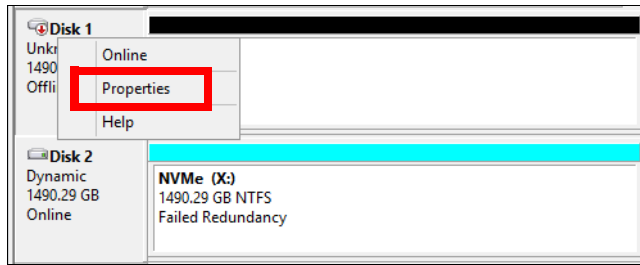 Disk 1
Unkr
1490
Offli
Online
Properties
Help
Disk 2
Dynamic
1490.29 GB
Online
NVMe (X:)
1490.29 GB NTFS
Failed Redundancy